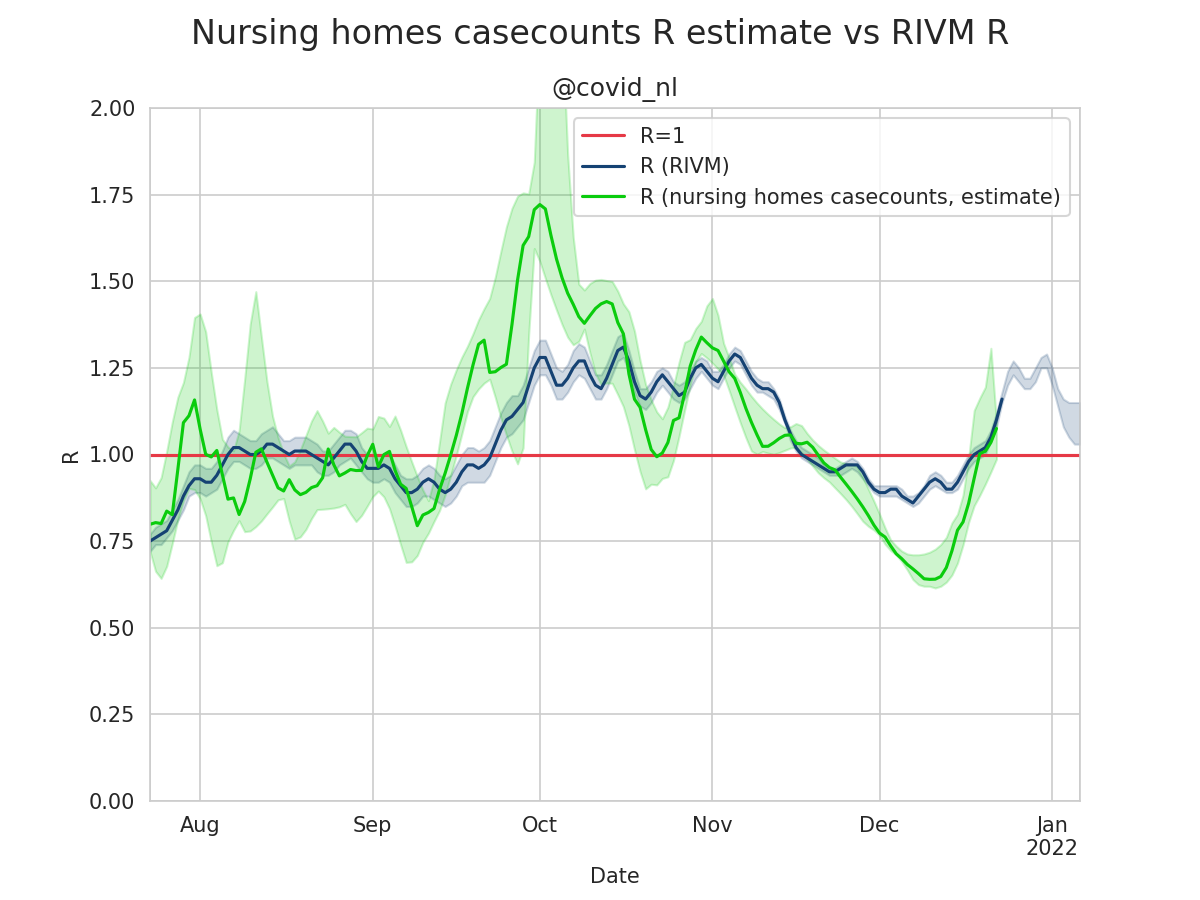 Nursing homes casecounts R estimate vs RIVM R
@covid_nl
2.00
R=1
R (RIVM)
1.75
R (nursing homes casecounts, estimate)
1.50
1.25
1.00
R
0.75
0.50
0.25
0.00
Aug Sep Oct Nov Dec Jan
2022
Date